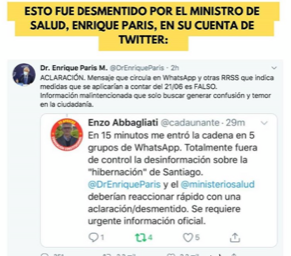 ESTO FUE DESMENTIDO POR EL MINISTRO DE
SALUD, ENRIQUE PARIS, EN SU CUENTA DE
TWITTER:
Dr. Enrique Paris M. @DrEnriqueParis · 2h
ACLARACIÓN. Mensaje que circula en WhatsApp y otras RRSS que indica
medidas que se aplicarían a contar del 21/06 es FALSO.
Información malintencionada que solo buscar generar confusión y temor
en la ciudadanía.
Enzo Abbagliati @cadaunante · 29m
En 15 minutos me entró la cadena en 5
grupos de WhatsApp. Totalmente fuera
de control la desinformación sobre la
"hibernación" de Santiago.
@DrEnriqueParis y el @ministeriosalud
deberían reaccionar rápido con una
aclaración/desmentido. Se requiere
urgente información oficial.
1 4 5